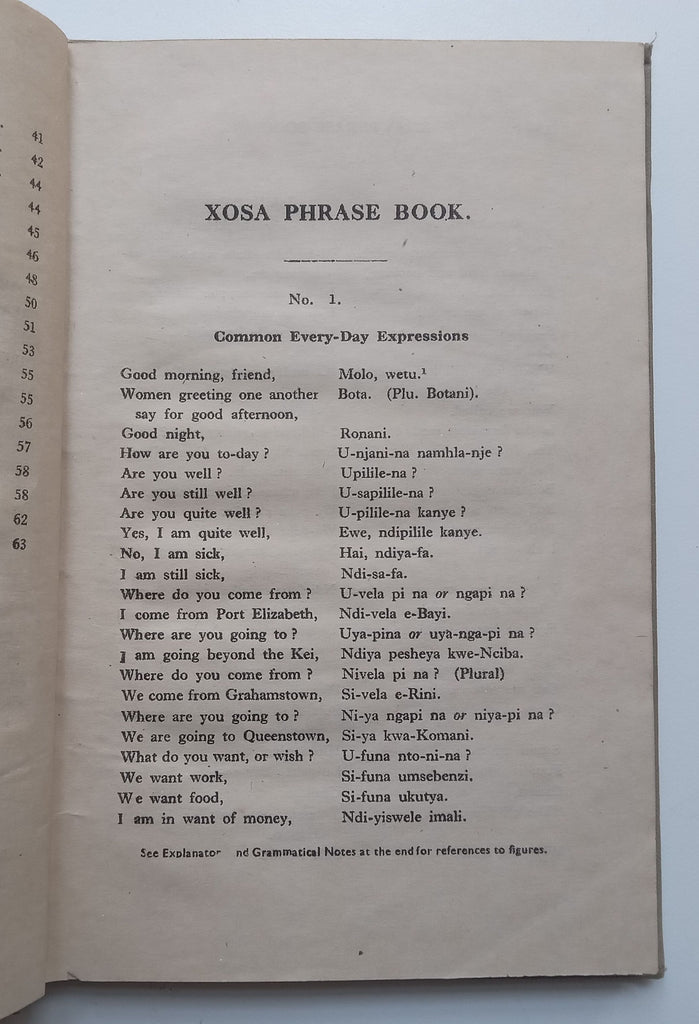 41
42
44
44
45
46
48
50
51
53
55
55
56
57
58
58
62
63
XOSA PHRASE BOOK.
No. 1.
Common Every-Day Expressions
Good morning, friend, Molo, wetu.¹
Women greeting one another Bota. (Plu. Botani).
say for good afternoon,
Good night, Ronani.
How are you to-day ? U-njani-na namhla-nje ?
Are you well ? Upilile-na ?
Are you still well ? U-sapilile-na ?
Are you quite well ? U-pilile-na kanye ?
Yes, I am quite well, Ewe, ndipilile kanye.
No, I am sick, Hai, ndiya-fa.
I am still sick, Ndi-sa-fa.
Where do you come from ? U-vela pi na or ngapi na ?
I come from Port Elizabeth, Ndi-vela e-Bayi.
Where are you going to ? Uya-pina or uya-nga-pi na ?
I am going beyond the Kei, Ndiya pesheya kwe-Nciba.
Where do you come from ? Nivela pi na ? (Plural)
We come from Grahamstown, Si-vela e-Rini.
Where are you going to ? Ni-ya ngapi na or niya-pi na ?
We are going to Queenstown, Si-ya kwa-Komani.
What do you want, or wish ? U-funa nto-ni-na ?
We want work, Si-funa umsebenzi.
We want food, Si-funa ukutya.
I am in want of money, Ndi-yiswele imali.
See Explanator nd Grammatical Notes at the end for references to figures.